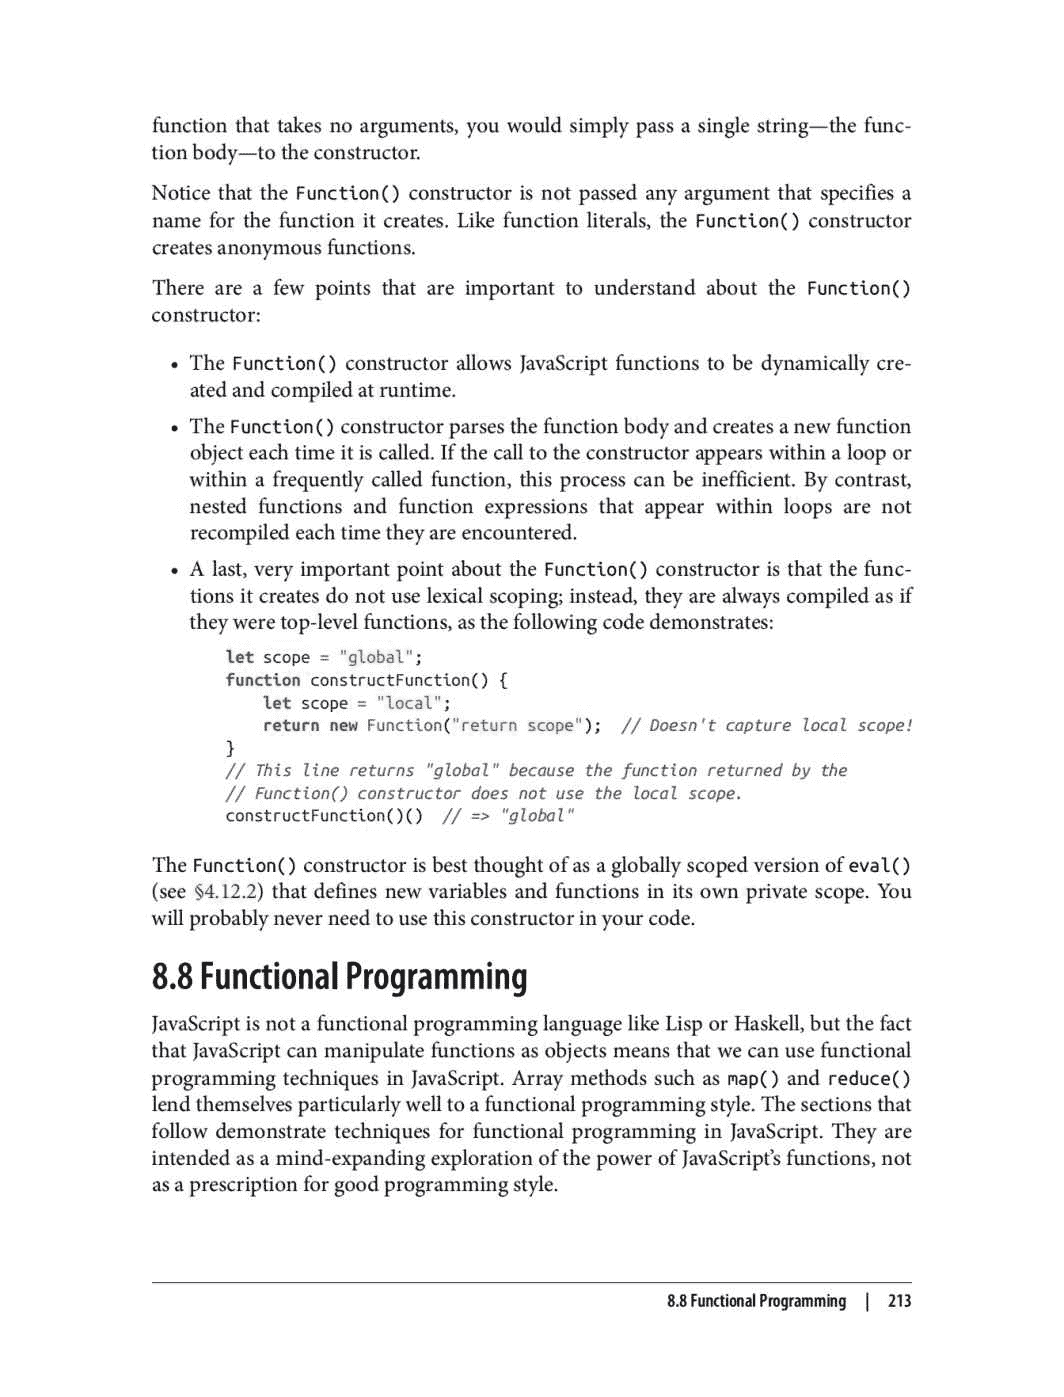 function that takes no arguments, you would simply pass a single string—the func-
tion body—to the constructor.
Notice that the Function() constructor is not passed any argument that specifies a
name for the function it creates. Like function literals, the Function() constructor
creates anonymous functions.
There are a few points that are important to understand about the Function()
constructor:
• The Function() constructor allows JavaScript functions to be dynamically cre-
ated and compiled at runtime.
• The Function() constructor parses the function body and creates a new function
object each time it is called. If the call to the constructor appears within a loop or
within a frequently called function, this process can be inefficient. By contrast,
nested functions and function expressions that appear within loops are not
recompiled each time they are encountered.
• A last, very important point about the Function() constructor is that the func-
tions it creates do not use lexical scoping; instead, they are always compiled as if
they were top-level functions, as the following code demonstrates:
let scope = "global";
function constructFunction() {
    let scope = "local";
    return new Function("return scope");  // Doesn't capture local scope!
}
// This line returns "global" because the function returned by the
// Function() constructor does not use the local scope.
constructFunction()()  // => "global"
The Function() constructor is best thought of as a globally scoped version of eval()
(see §4.12.2) that defines new variables and functions in its own private scope. You
will probably never need to use this constructor in your code.
8.8 Functional Programming
JavaScript is not a functional programming language like Lisp or Haskell, but the fact
that JavaScript can manipulate functions as objects means that we can use functional
programming techniques in JavaScript. Array methods such as map() and reduce()
lend themselves particularly well to a functional programming style. The sections that
follow demonstrate techniques for functional programming in JavaScript. They are
intended as a mind-expanding exploration of the power of JavaScript's functions, not
as a prescription for good programming style.
8.8 Functional Programming | 213